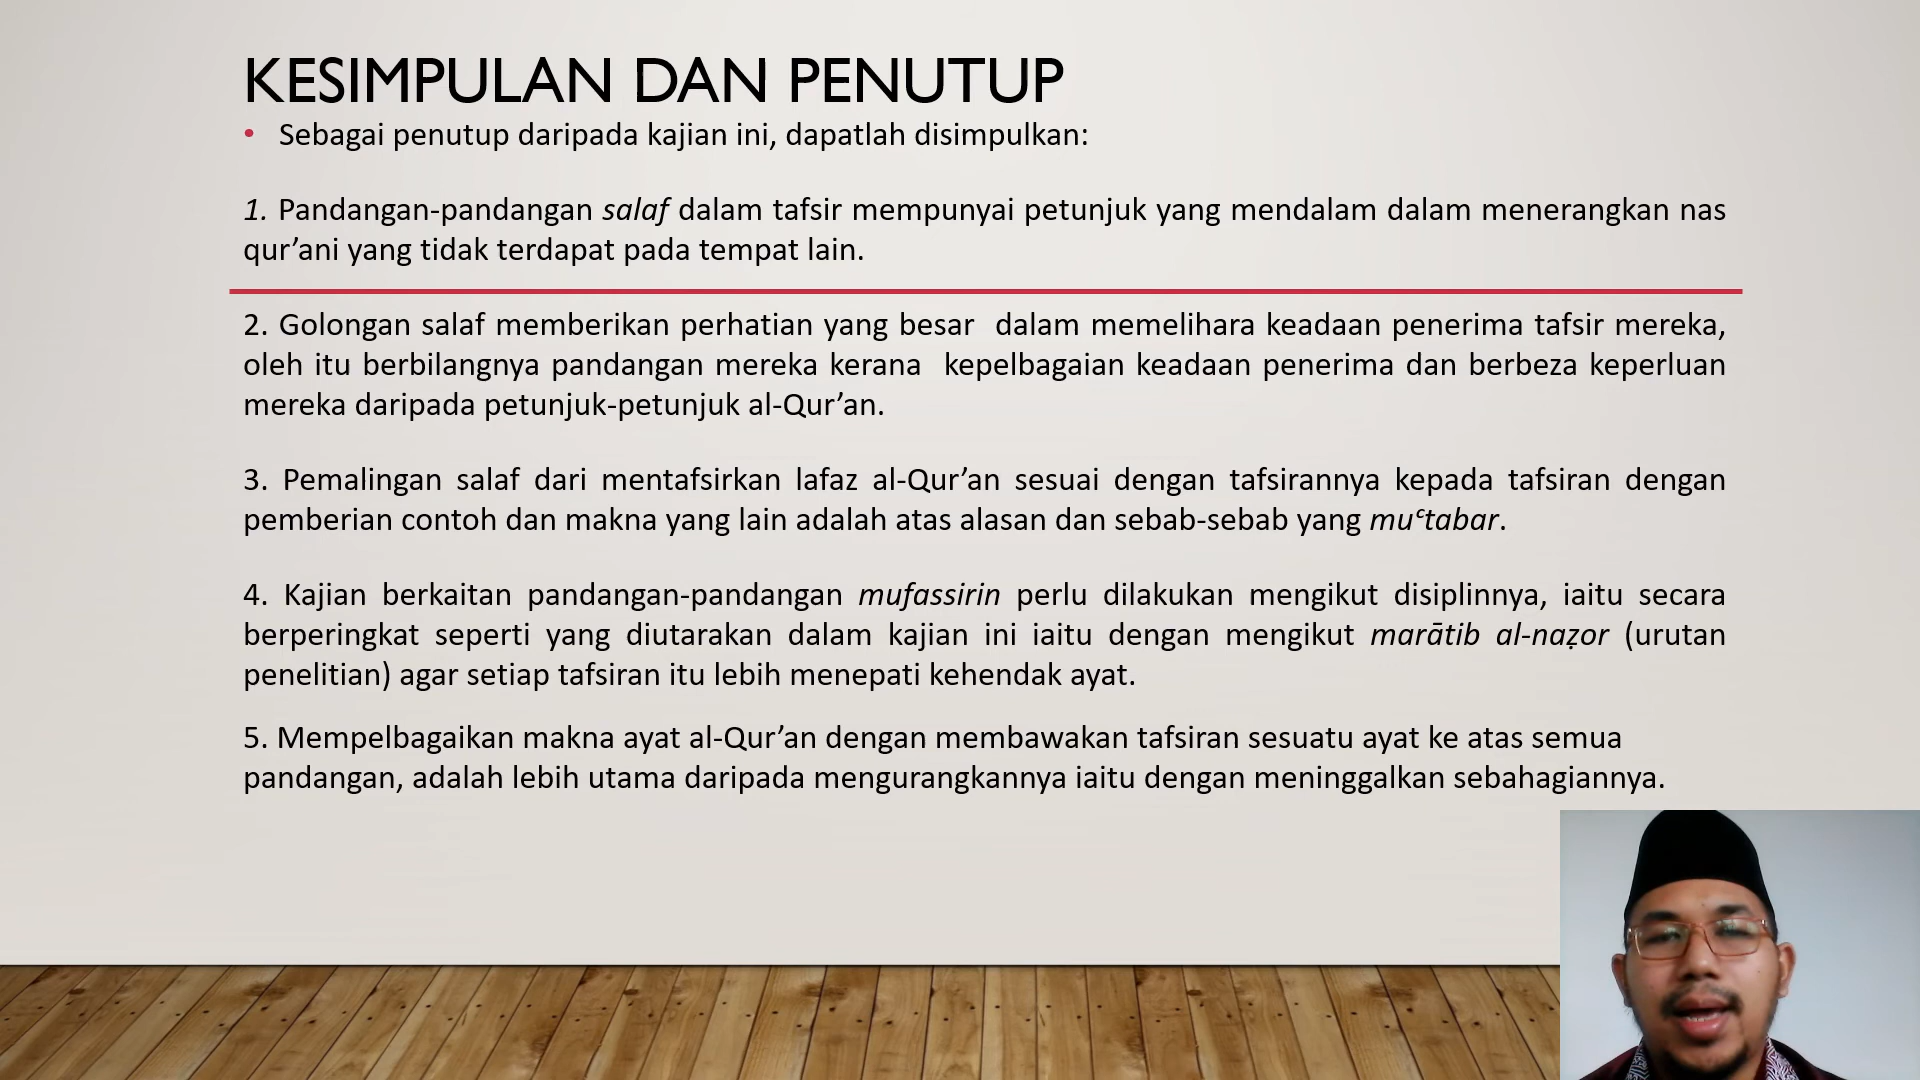 KESIMPULAN DAN PENUTUP
• Sebagai penutup daripada kajian ini, dapatlah disimpulkan:
1. Pandangan-pandangan salaf dalam tafsir mempunyai petunjuk yang mendalam dalam menerangkan nas
qur’ani yang tidak terdapat pada tempat lain.
2. Golongan salaf memberikan perhatian yang besar dalam memelihara keadaan penerima tafsir mereka,
oleh itu berbilangnya pandangan mereka kerana kepelbagaian keadaan penerima dan berbeza keperluan
mereka daripada petunjuk-petunjuk al-Qur’an.
3. Pemalingan salaf dari mentafsirkan lafaz al-Qur’an sesuai dengan tafsirannya kepada tafsiran dengan
pemberian contoh dan makna yang lain adalah atas alasan dan sebab-sebab yang muᶜtabar.
4. Kajian berkaitan pandangan-pandangan mufassirin perlu dilakukan mengikut disiplinnya, iaitu secara
berperingkat seperti yang diutarakan dalam kajian ini iaitu dengan mengikut marātib al-naẓor (urutan
penelitian) agar setiap tafsiran itu lebih menepati kehendak ayat.
5. Mempelbagaikan makna ayat al-Qur’an dengan membawakan tafsiran sesuatu ayat ke atas semua
pandangan, adalah lebih utama daripada mengurangkannya iaitu dengan meninggalkan sebahagiannya.